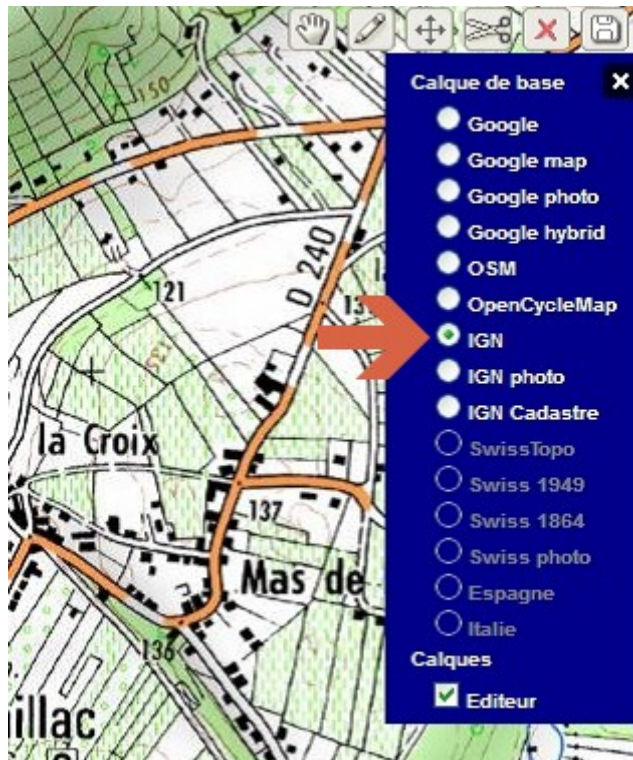 150
Calque de base
Google
Google map
Google photo
Google hybrid
OSM
OpenCycleMap
IGN
IGN photo
IGN Cadastre
SwissTopo
Swiss 1949
Swiss 1864
Swiss photo
Espagne
Italie
Calques
Editeur
D 240
121
la Croix
137
Mas de
136
illac